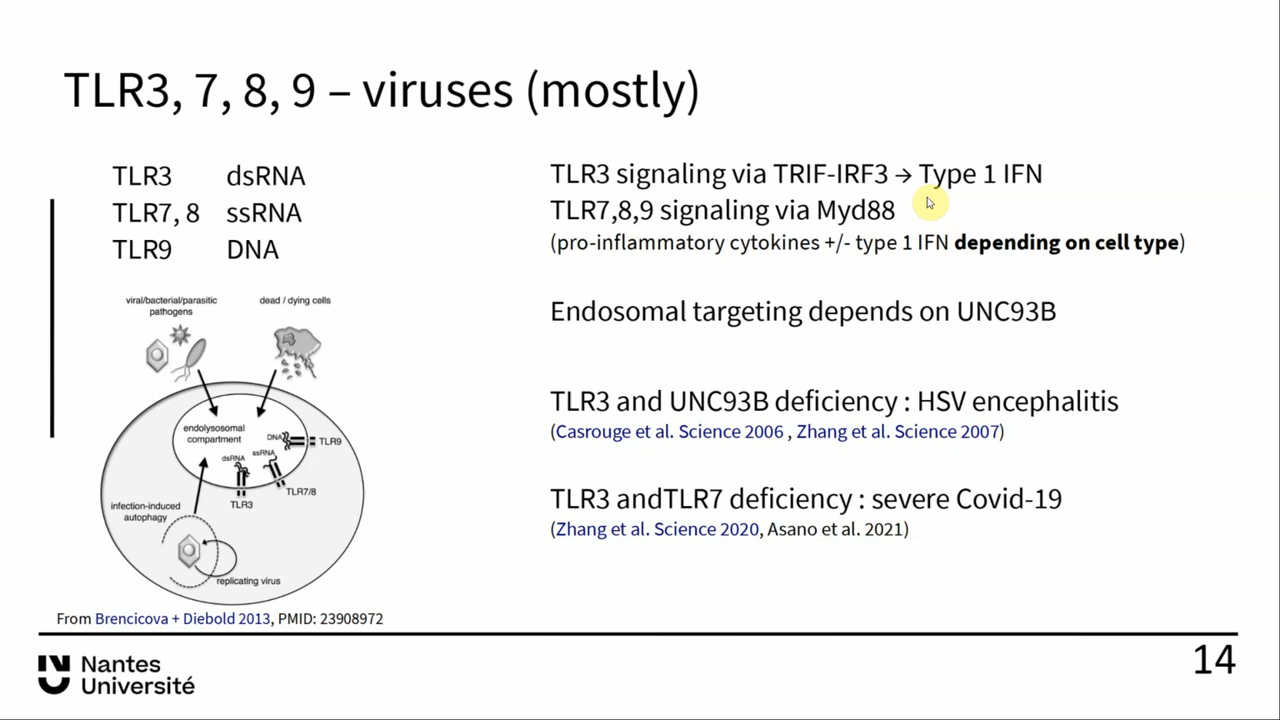 TLR3, 7, 8, 9 – viruses (mostly)
TLR3 dsRNA
TLR7, 8 ssRNA
TLR9 DNA
viral/bacterial/parasitic
pathogens
dead / dying cells
endolysosomal
compartment
DNA
TLR9
dsRNA
ssRNA
TLR7/8
TLR3
infection-induced
autophagy
replicating virus
From Brencicova + Diebold 2013, PMID: 23908972
TLR3 signaling via TRIF-IRF3 → Type 1 IFN
TLR7,8,9 signaling via Myd88
(pro-inflammatory cytokines +/- type 1 IFN depending on cell type)
Endosomal targeting depends on UNC93B
TLR3 and UNC93B deficiency : HSV encephalitis
(Casrouge et al. Science 2006 , Zhang et al. Science 2007)
TLR3 andTLR7 deficiency : severe Covid-19
(Zhang et al. Science 2020, Asano et al. 2021)
Nantes
Université
14